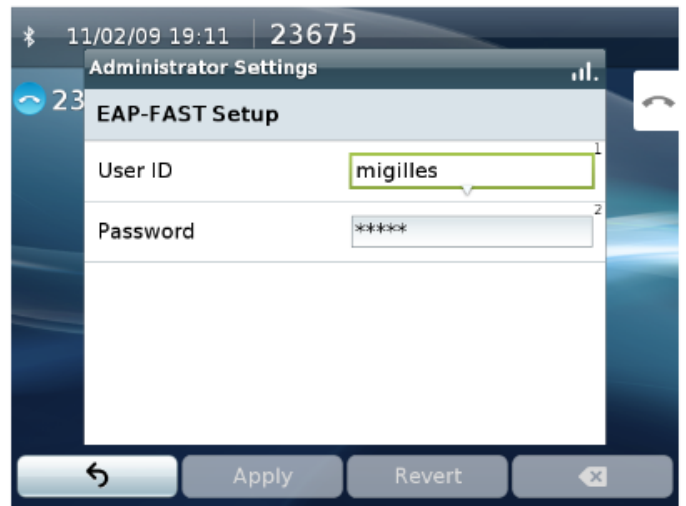 11/02/09 19:11 23675
Administrator Settings
23
EAP-FAST Setup
1
User ID migilles
2
Password *****
Apply Revert